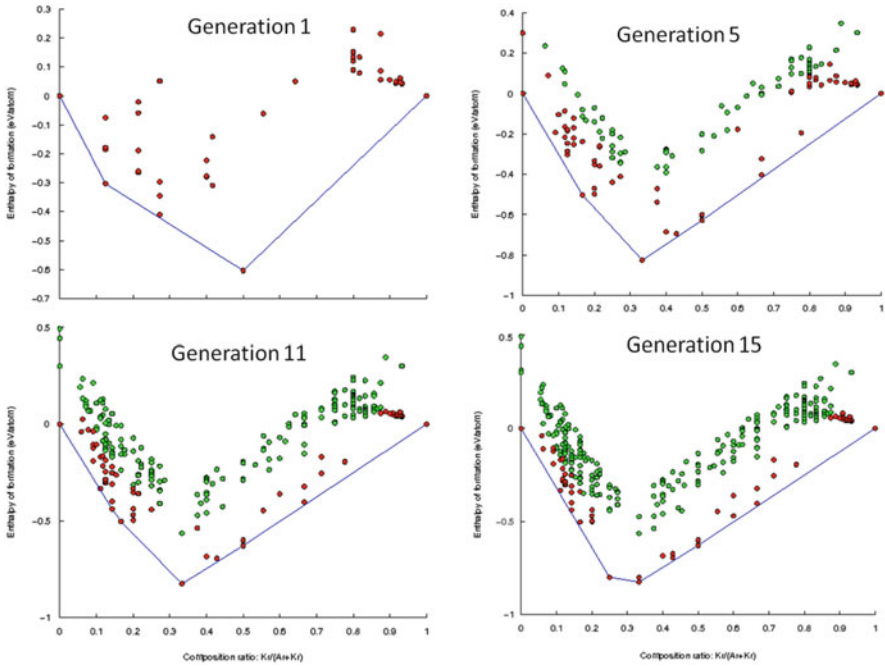 Generation 1
Enthalpy of formation (eV/atom)
0.3
0.2
0.1
0
−0.1
−0.2
−0.3
−0.4
−0.5
−0.6
−0.7
0 0.1 0.2 0.3 0.4 0.5 0.6 0.7 0.8 0.9 1
Generation 5
Enthalpy of formation (eV/atom)
0.4
0.2
0
−0.2
−0.4
−0.6
−0.8
−1
0 0.1 0.2 0.3 0.4 0.5 0.6 0.7 0.8 0.9 1
Generation 11
Enthalpy of formation (eV/atom)
0.5
0
−0.5
−1
0 0.1 0.2 0.3 0.4 0.5 0.6 0.7 0.8 0.9 1
Composition ratio: Kr/(Ar+Kr)
Generation 15
Enthalpy of formation (eV/atom)
0.5
0
−0.5
−1
0 0.1 0.2 0.3 0.4 0.5 0.6 0.7 0.8 0.9 1
Composition ratio: Kr/(Ar+Kr)